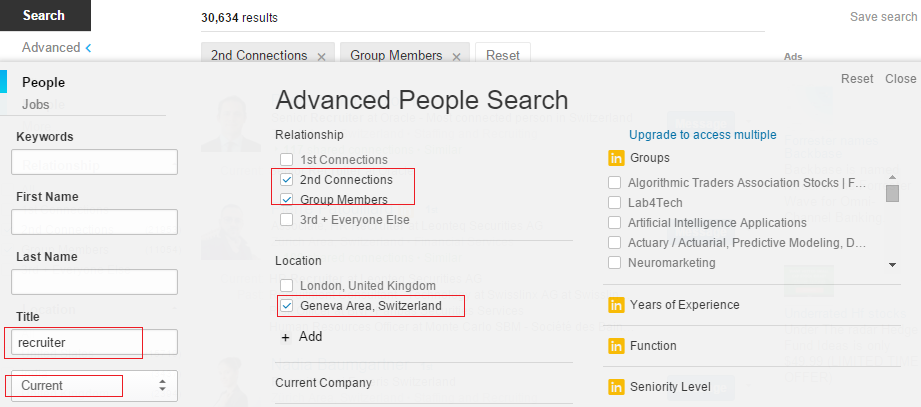 Search
30,634 results
Save search
Advanced <
2nd Connections ×
Group Members ×
Reset
Ads
People
Jobs
Reset Close
Advanced People Search
Keywords
First Name
Last Name
Title
recruiter
Current
Relationship
1st Connections
2nd Connections
Group Members
3rd + Everyone Else
Location
London, United Kingdom
Geneva Area, Switzerland
+ Add
Current Company
Upgrade to access multiple
in Groups
Algorithmic Traders Association Stocks | F...
Lab4Tech
Artificial Intelligence Applications
Actuary / Actuarial, Predictive Modeling, D...
Neuromarketing
in Years of Experience
in Function
in Seniority Level